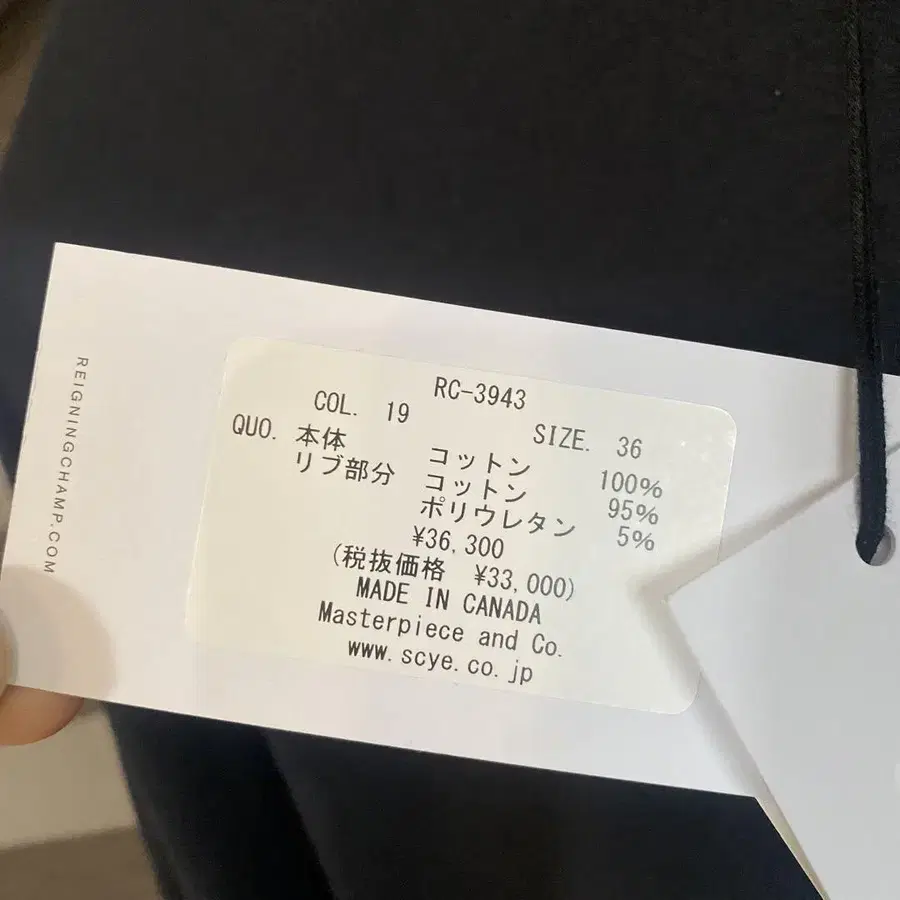 REIGNINGCHAMP.COM
RC-3943
COL. 19 SIZE. 36
QUO. 本体 コットン 100%
リブ部分 コットン 95%
ポリウレタン 5%
¥36,300
(税抜価格 ¥33,000)
MADE IN CANADA
Masterpiece and Co.
www.scye.co.jp